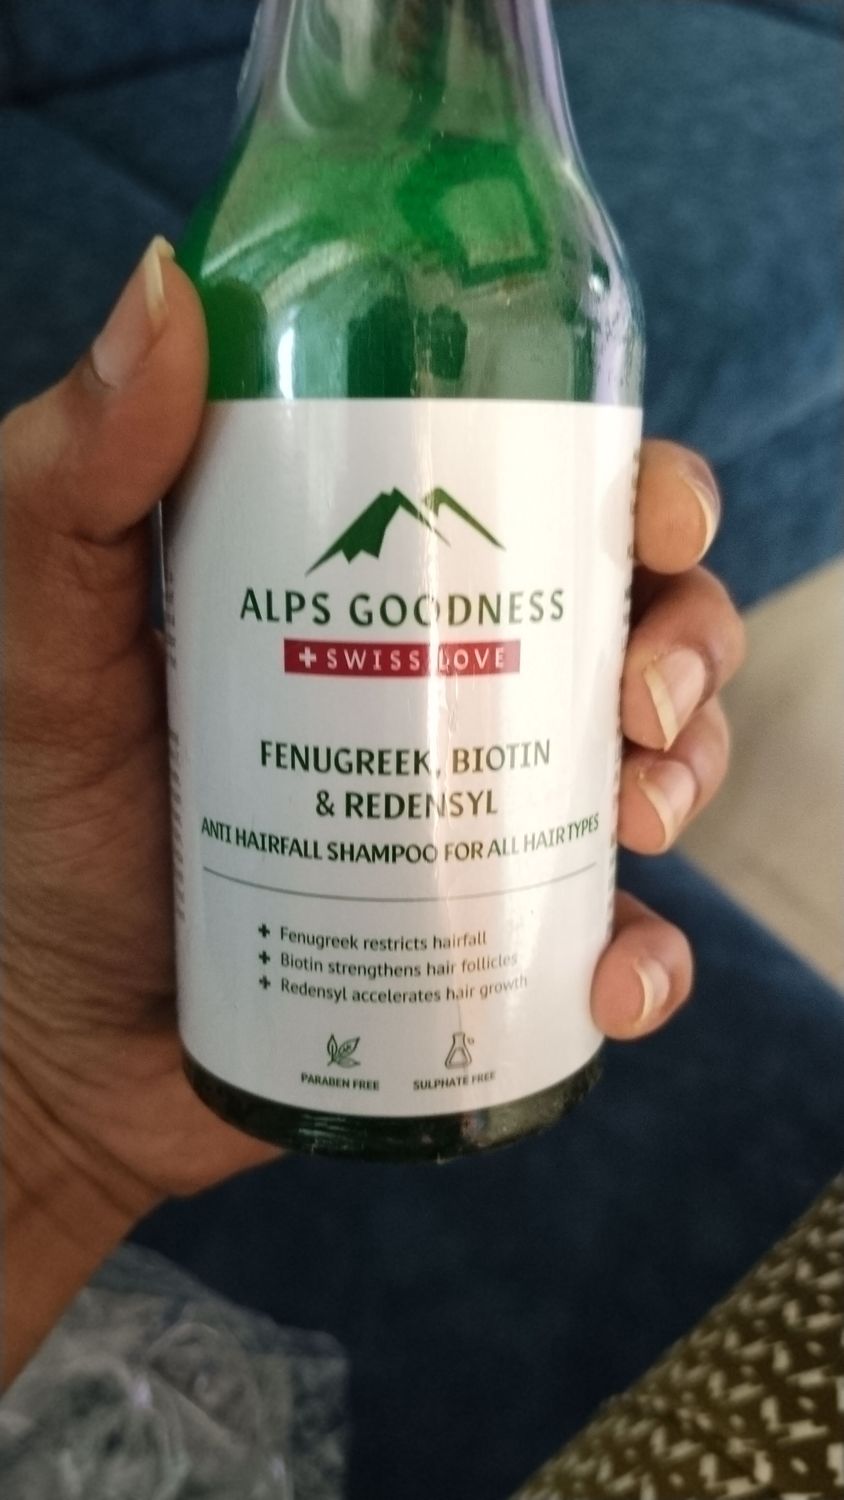 ALPS GOODNESS
+ SWISS LOVE
FENUGREEK, BIOTIN
& REDENSYL
ANTI HAIRFALL SHAMPOO FOR ALL HAIR TYPES
+ Fenugreek restricts hairfall
+ Biotin strengthens hair follicles
+ Redensyl accelerates hair growth
PARABEN FREE
SULPHATE FREE